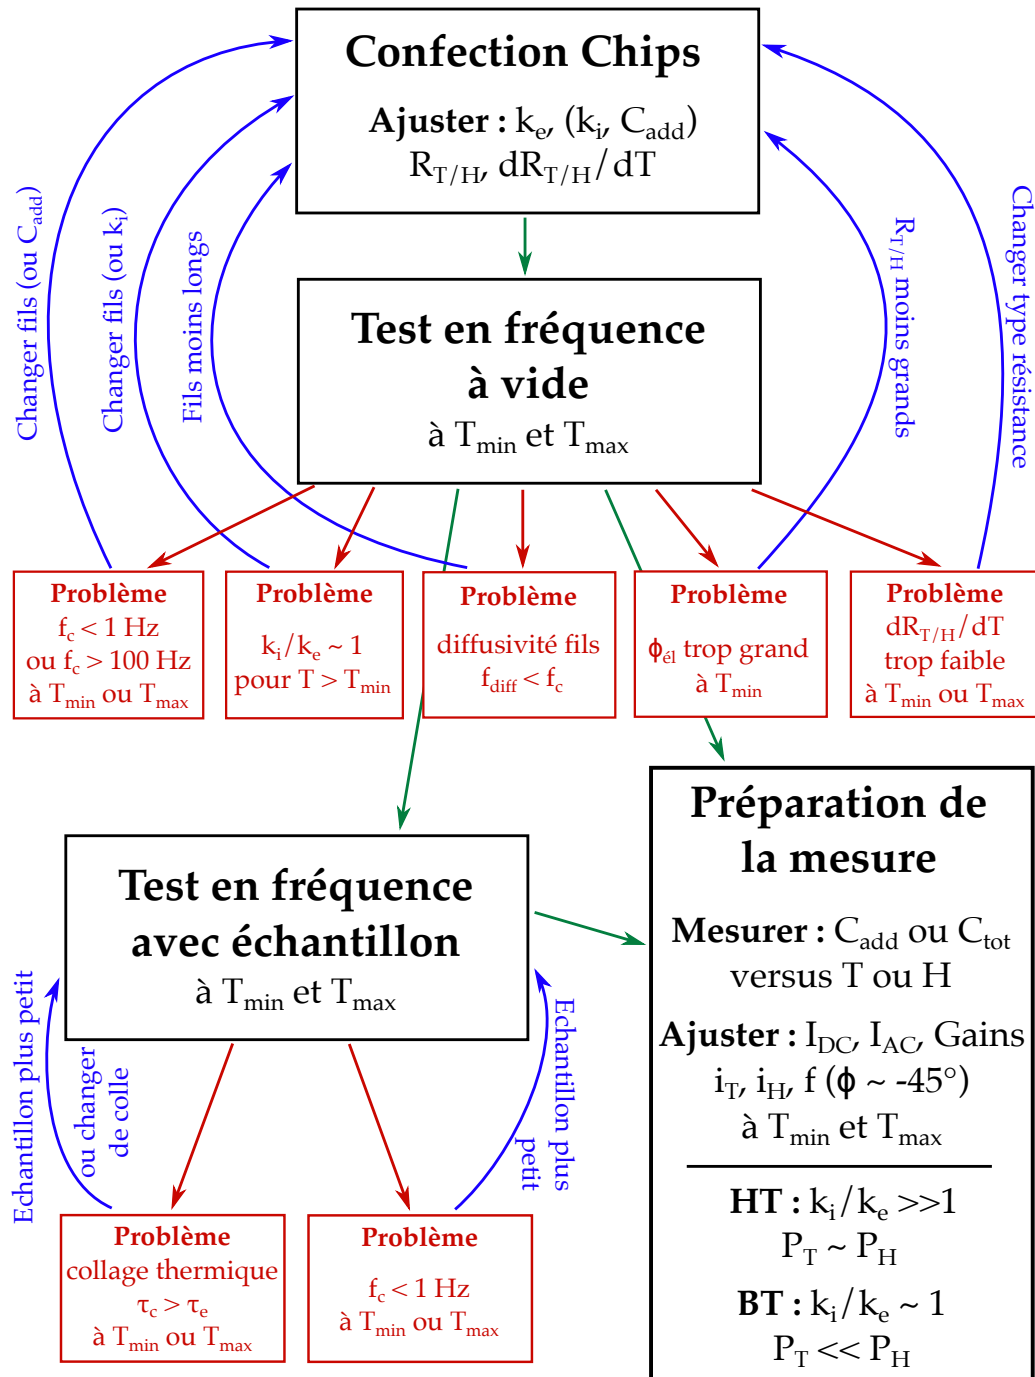 Confection Chips
Ajuster : kₑ, (kᵢ, C_add)
R_T/H, dR_T/H/dT
Changer fils (ou C_add)
Changer fils (ou kᵢ)
Fils moins longs
R_T/H moins grands
Changer type résistance
Test en fréquence
à vide
à T_min et T_max
Problème
f_c < 1 Hz
ou f_c > 100 Hz
à T_min ou T_max
Problème
kᵢ/kₑ ~ 1
pour T > T_min
Problème
diffusivité fils
f_diff < f_c
Problème
ϕ_él trop grand
à T_min
Problème
dR_T/H/dT
trop faible
à T_min ou T_max
Test en fréquence
avec échantillon
à T_min et T_max
Echantillon plus petit
ou changer
de colle
Echantillon plus
petit
Problème
collage thermique
τ_c > τₑ
à T_min ou T_max
Problème
f_c < 1 Hz
à T_min ou T_max
Préparation de
la mesure
Mesurer : C_add ou C_tot
versus T ou H
Ajuster : I_DC, I_AC, Gains
i_T, i_H, f (ϕ ~ -45°)
à T_min et T_max
HT : kᵢ/kₑ >>1
P_T ~ P_H
BT : kᵢ/kₑ ~ 1
P_T << P_H